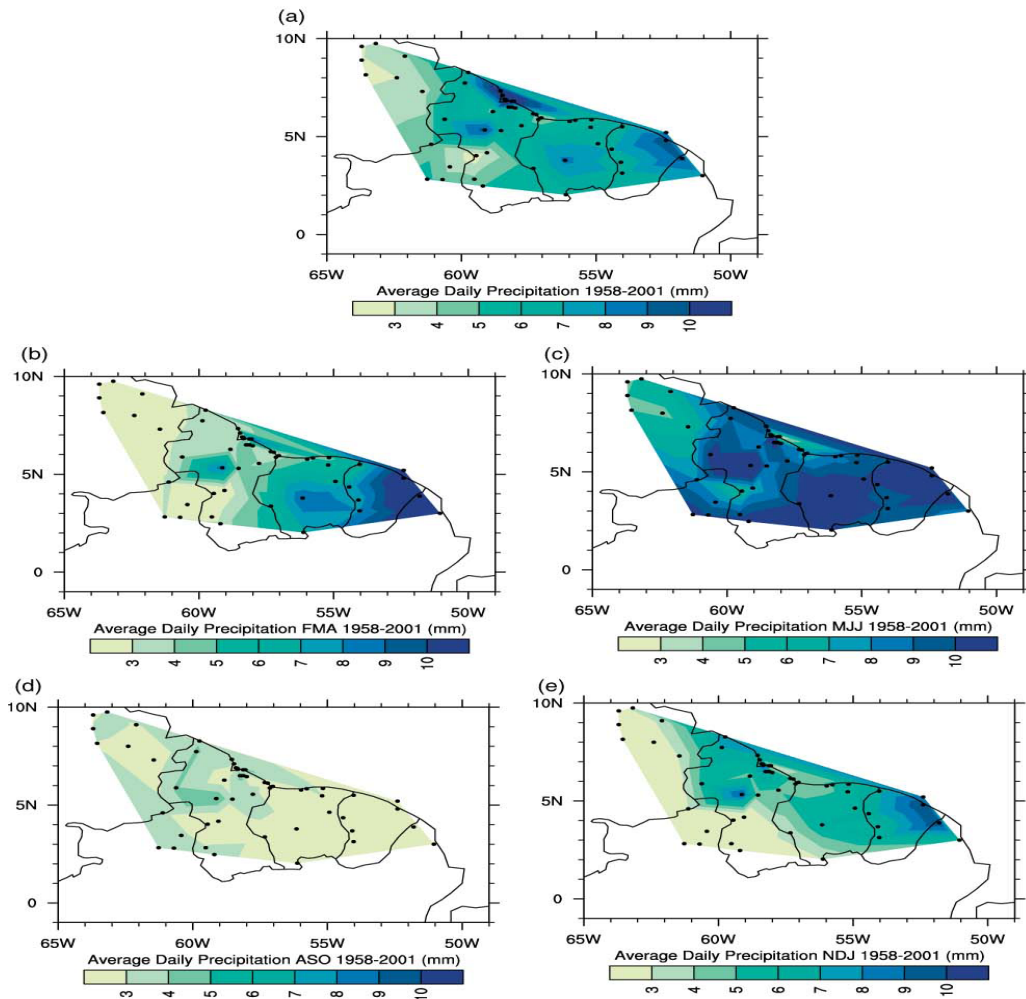 (a)
10N
5N
0
65W 60W 55W 50W
Average Daily Precipitation 1958-2001 (mm)
3 4 5 6 7 8 9 10
(b)
10N
5N
0
65W 60W 55W 50W
Average Daily Precipitation FMA 1958-2001 (mm)
3 4 5 6 7 8 9 10
(c)
10N
5N
0
65W 60W 55W 50W
Average Daily Precipitation MJJ 1958-2001 (mm)
3 4 5 6 7 8 9 10
(d)
10N
5N
0
65W 60W 55W 50W
Average Daily Precipitation ASO 1958-2001 (mm)
3 4 5 6 7 8 9 10
(e)
10N
5N
0
65W 60W 55W 50W
Average Daily Precipitation NDJ 1958-2001 (mm)
3 4 5 6 7 8 9 10